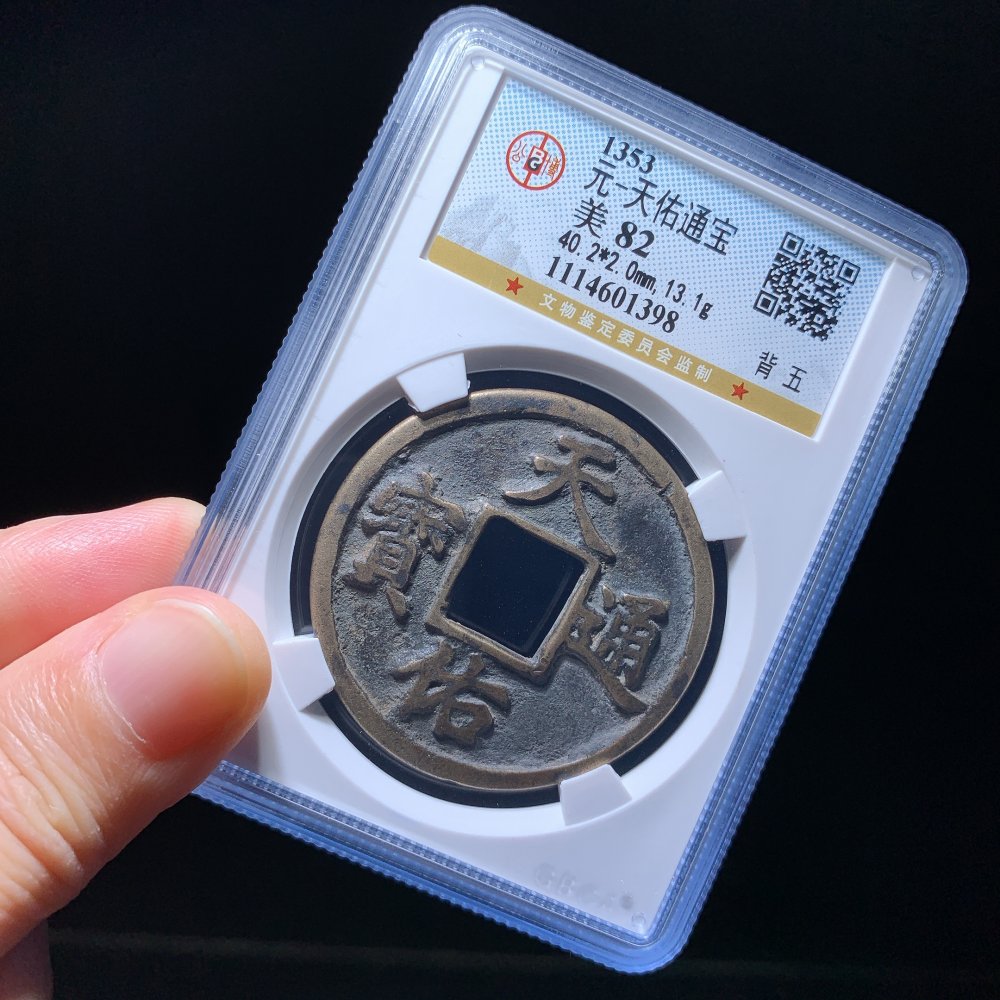 1353
元-天佑通宝
美 82
40.2*2.0mm,13.1g
1114601398
背五
★ 文物鉴定委员会监制 ★
天佑通寳